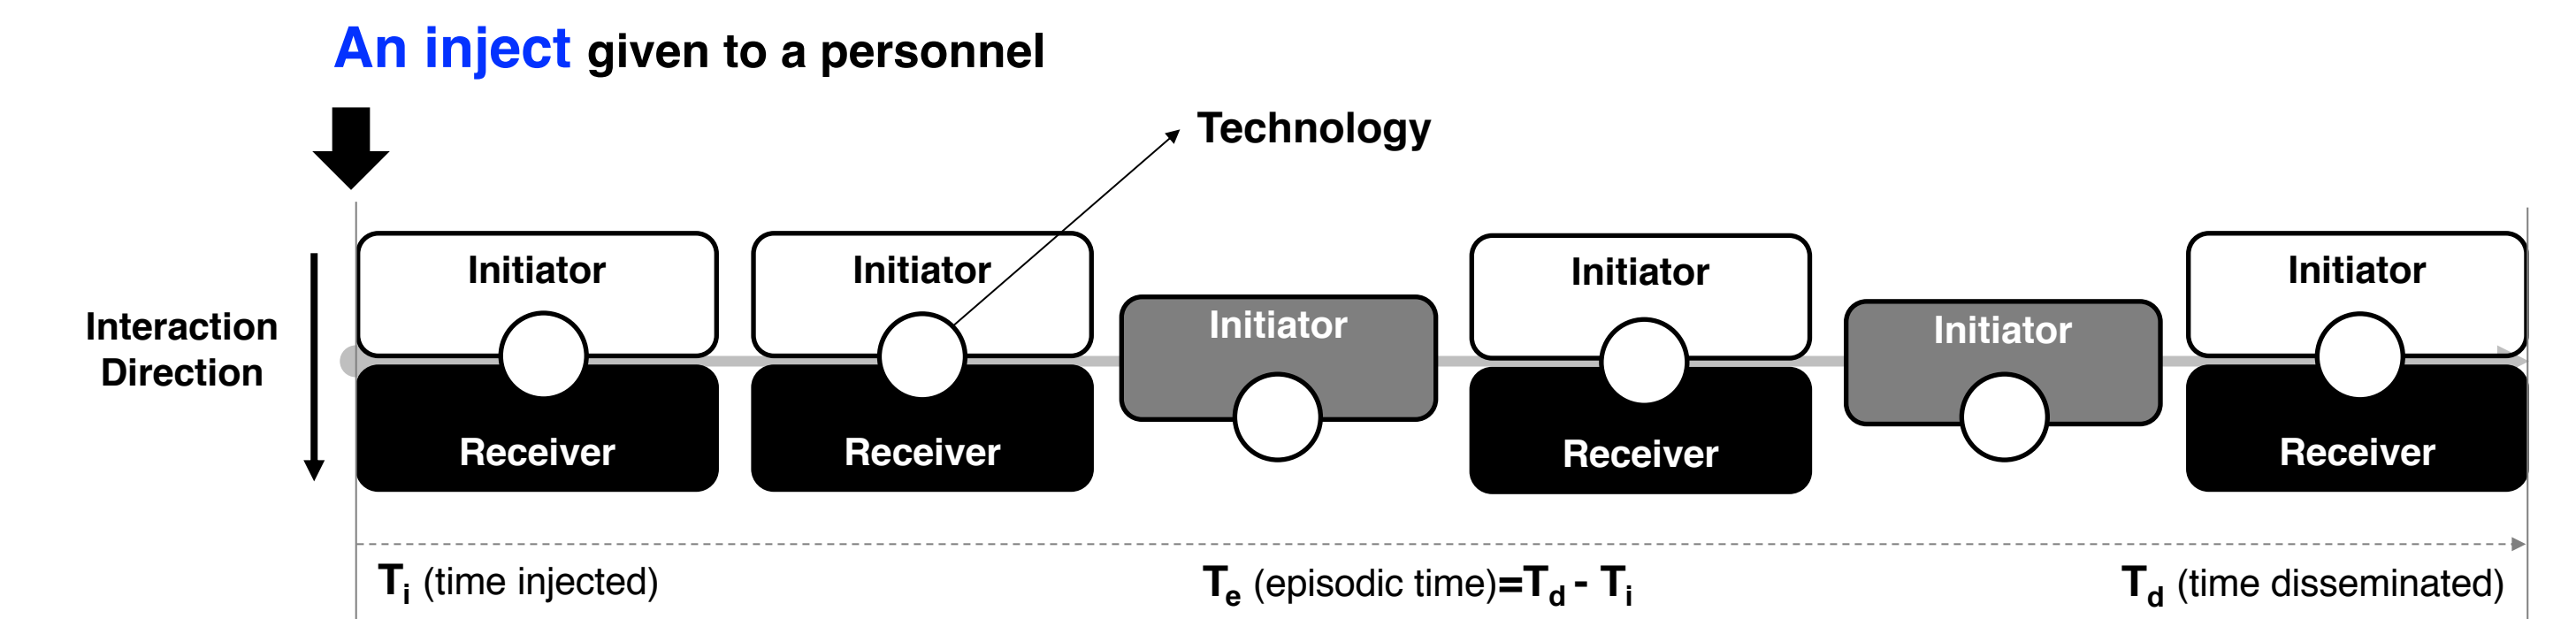 An inject given to a personnel
Technology
Initiator
Initiator
Initiator
Initiator
Initiator
Initiator
Interaction
Direction
Receiver
Receiver
Receiver
Receiver
Ti (time injected)
Te (episodic time)=Td - Ti
Td (time disseminated)